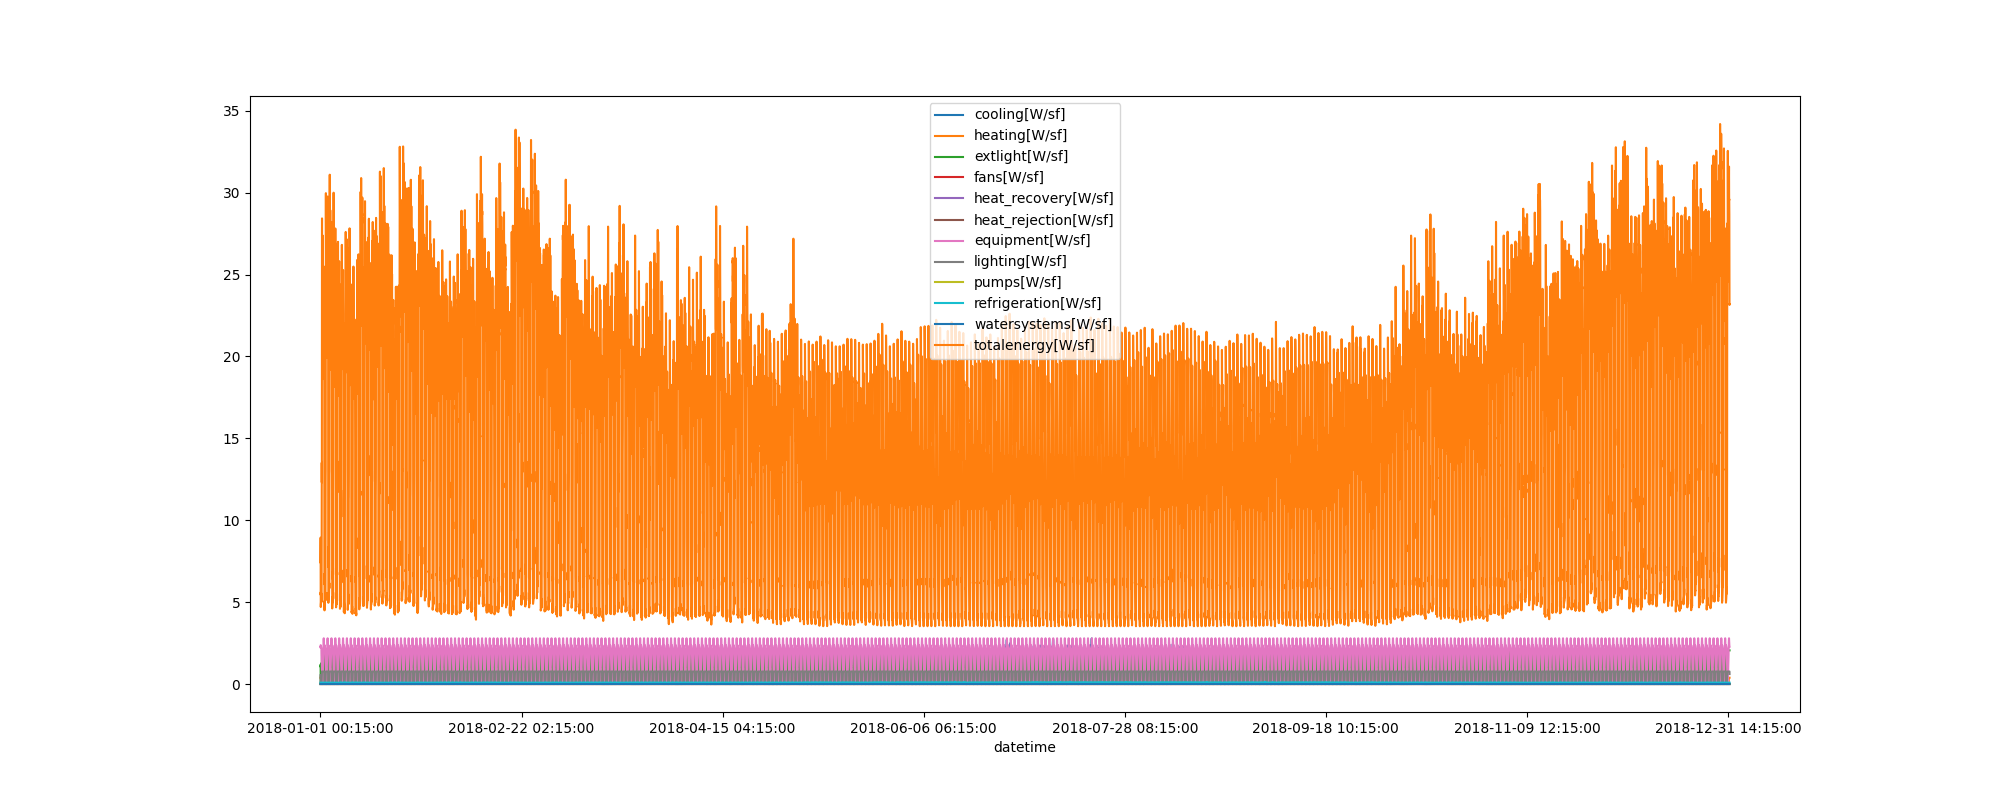 35
30
25
20
15
10
5
0
cooling[W/sf]
heating[W/sf]
extlight[W/sf]
fans[W/sf]
heat_recovery[W/sf]
heat_rejection[W/sf]
equipment[W/sf]
lighting[W/sf]
pumps[W/sf]
refrigeration[W/sf]
watersystems[W/sf]
totalenergy[W/sf]
2018-01-01 00:15:00 2018-02-22 02:15:00 2018-04-15 04:15:00 2018-06-06 06:15:00 2018-07-28 08:15:00 2018-09-18 10:15:00 2018-11-09 12:15:00 2018-12-31 14:15:00
datetime